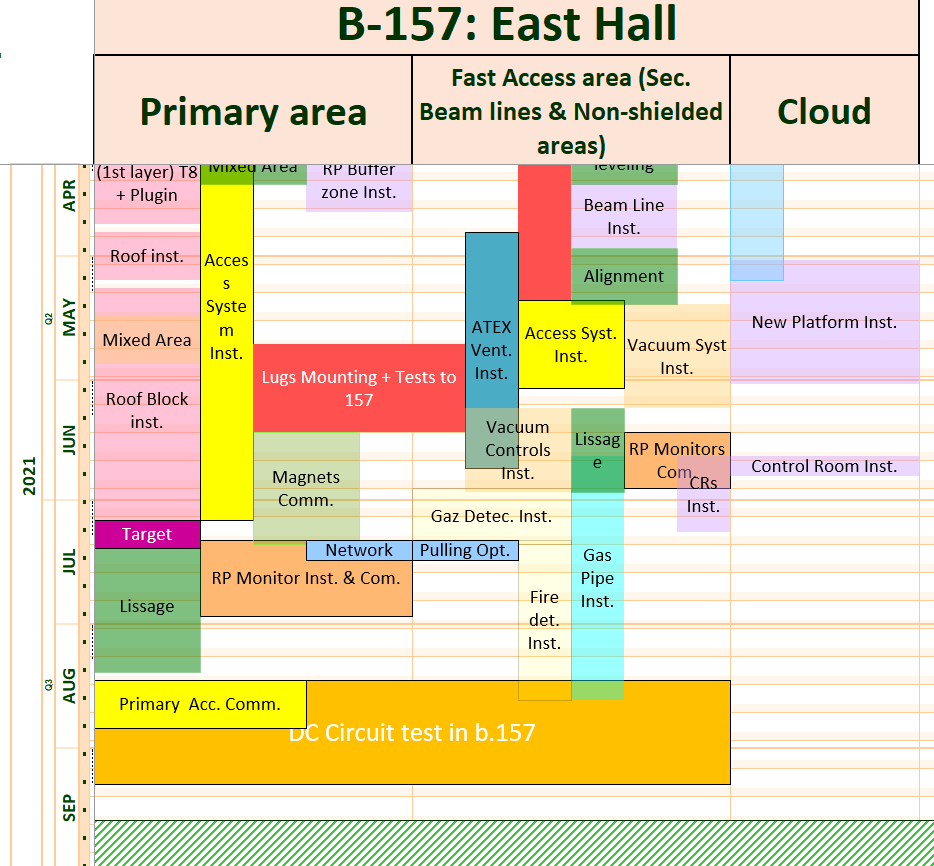 B-157: East Hall
Primary area
Fast Access area (Sec.
Beam lines & Non-shielded
areas)
Cloud
2021
Q2
Q3
APR
MAY
JUN
JUL
AUG
SEP
(1st layer) T8
+ Plugin
Mixed Area
RP Buffer
zone Inst.
leveling
Beam Line
Inst.
Roof inst.
Acces
s
Syste
m
Inst.
Alignment
Mixed Area
ATEX
Vent.
Inst.
Access Syst.
Inst.
Vacuum Syst
Inst.
New Platform Inst.
Lugs Mounting + Tests to
157
Roof Block
inst.
Vacuum
Controls
Inst.
Lissag
e
RP Monitors
Com.
CRs
Inst.
Control Room Inst.
Magnets
Comm.
Gaz Detec. Inst.
Target
Network
Pulling Opt.
RP Monitor Inst. & Com.
Gas
Pipe
Inst.
Lissage
Fire
det.
Inst.
Primary Acc. Comm.
DC Circuit test in b.157